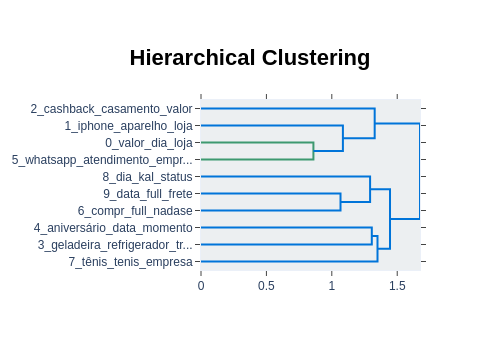 Hierarchical Clustering
2_cashback_casamento_valor
1_iphone_aparelho_loja
0_valor_dia_loja
5_whatsapp_atendimento_empr...
8_dia_kal_status
9_data_full_frete
6_compr_full_nadase
4_aniversário_data_momento
3_geladeira_refrigerador_tr...
7_tênis_tenis_empresa
0 0.5 1 1.5